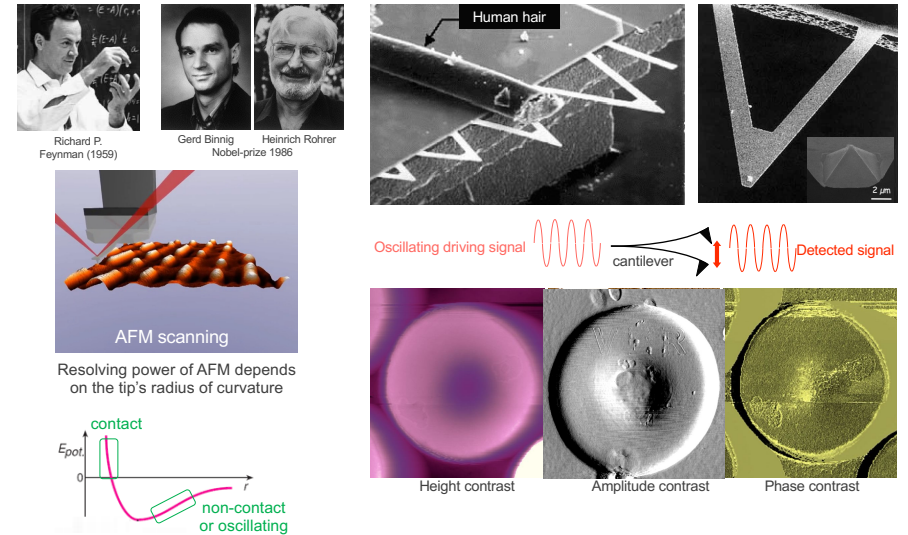 Human hair
Richard P.
Feynman (1959)
Gerd Binnig
Heinrich Rohrer
Nobel-prize 1986
2 µm
AFM scanning
Resolving power of AFM depends
on the tip’s radius of curvature
Oscillating driving signal
cantilever
Detected signal
Height contrast
Amplitude contrast
Phase contrast
contact
Epot.
0
r
non-contact
or oscillating